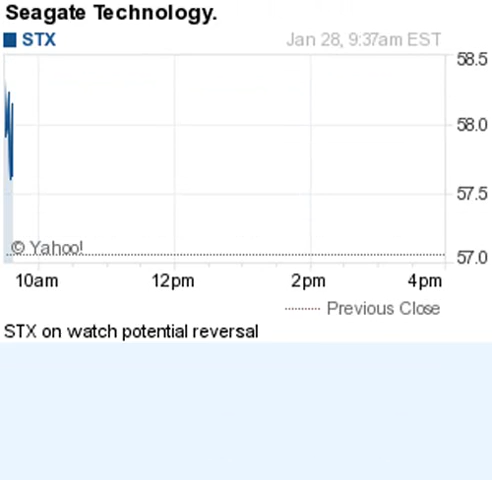 Seagate Technology.
STX Jan 28, 9:37am EST
58.5
58.0
57.5
© Yahoo!
57.0
10am 12pm 2pm 4pm
Previous Close
STX on watch potential reversal